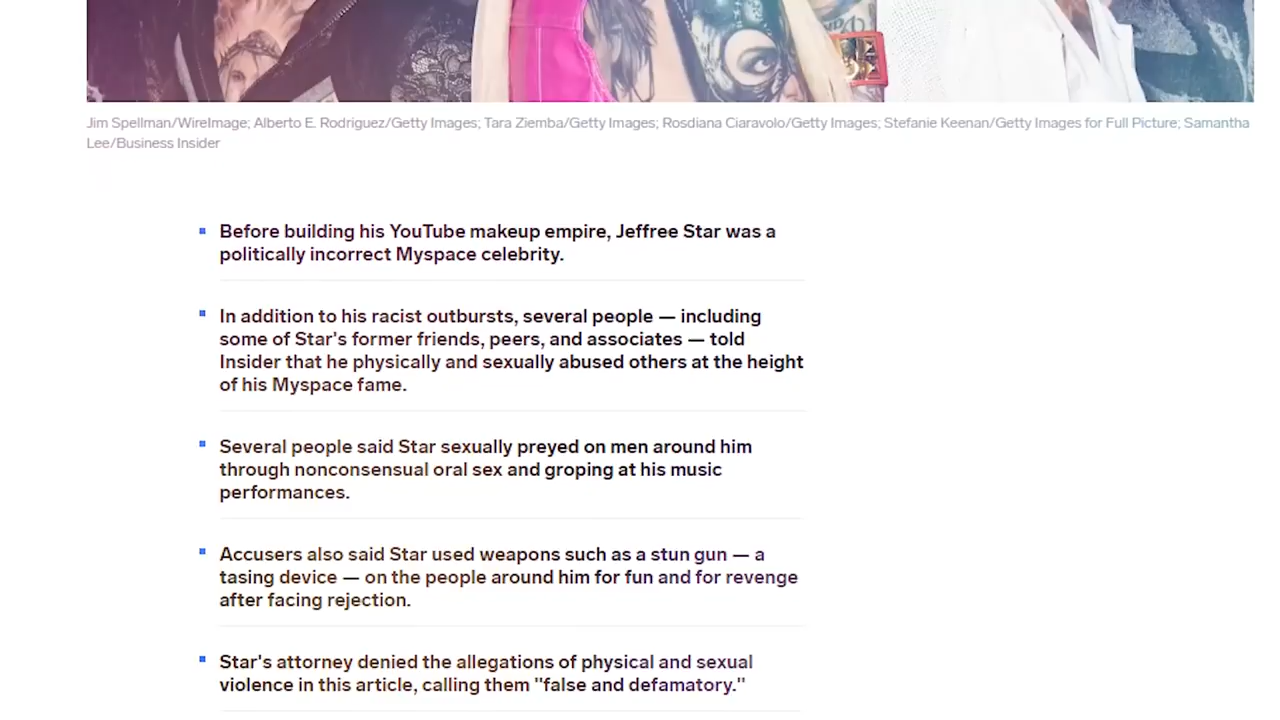 Jim Spellman/WireImage; Alberto E. Rodriguez/Getty Images; Tara Ziemba/Getty Images; Rosdiana Ciaravolo/Getty Images; Stefanie Keenan/Getty Images for Full Picture; Samantha
Lee/Business Insider
Before building his YouTube makeup empire, Jeffree Star was a
politically incorrect Myspace celebrity.
In addition to his racist outbursts, several people — including
some of Star's former friends, peers, and associates — told
Insider that he physically and sexually abused others at the height
of his Myspace fame.
Several people said Star sexually preyed on men around him
through nonconsensual oral sex and groping at his music
performances.
Accusers also said Star used weapons such as a stun gun — a
tasing device — on the people around him for fun and for revenge
after facing rejection.
Star's attorney denied the allegations of physical and sexual
violence in this article, calling them "false and defamatory."